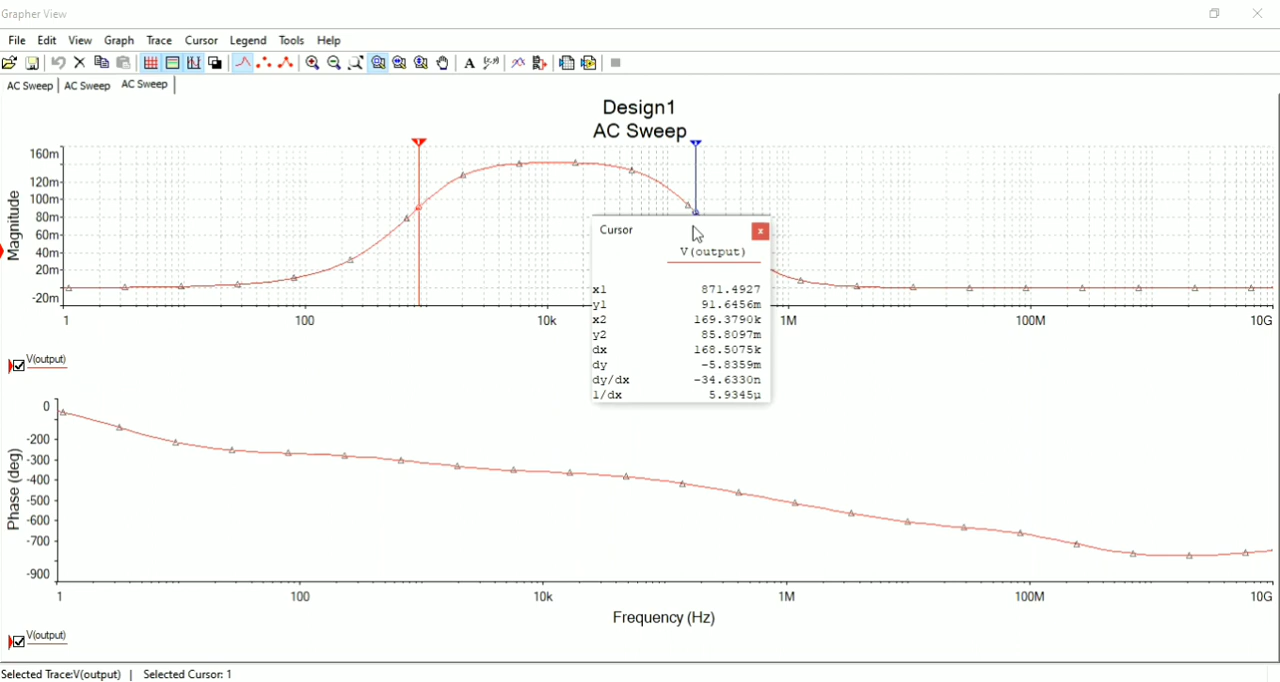 Grapher View
File Edit View Graph Trace Cursor Legend Tools Help
A
AC Sweep AC Sweep AC Sweep
Design1
AC Sweep
Magnitude
160m
120m
100m
80m
60m
40m
20m
-20m
1 100 10k 1M 100M 10G
Cursor x
V(output)
x1 871.4927
y1 91.6456m
x2 169.3790k
y2 85.8097m
dx 168.5075k
dy -5.8359m
dy/dx -34.6330n
1/dx 5.9345µ
V(output)
Phase (deg)
0
-200
-300
-400
-500
-600
-700
-900
1 100 10k 1M 100M 10G
Frequency (Hz)
V(output)
Selected Trace:V(output) | Selected Cursor: 1